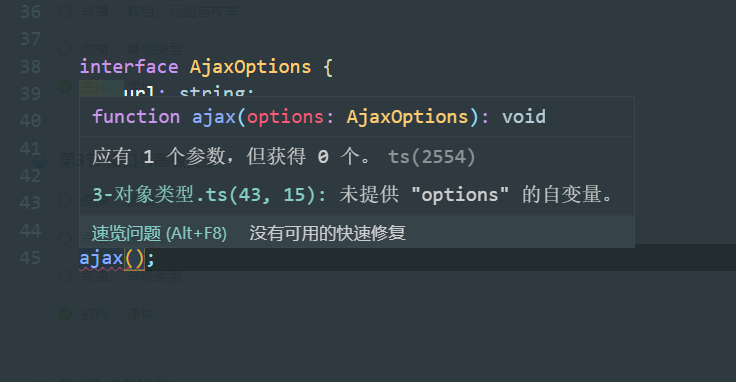 36
37
38 interface AjaxOptions {
39 url: string;
40 function ajax(options: AjaxOptions): void
41 应有 1 个参数，但获得 0 个。 ts(2554)
42
43 3-对象类型.ts(43, 15): 未提供 "options" 的自变量。
44 速览问题 (Alt+F8) 没有可用的快速修复
45 ajax();